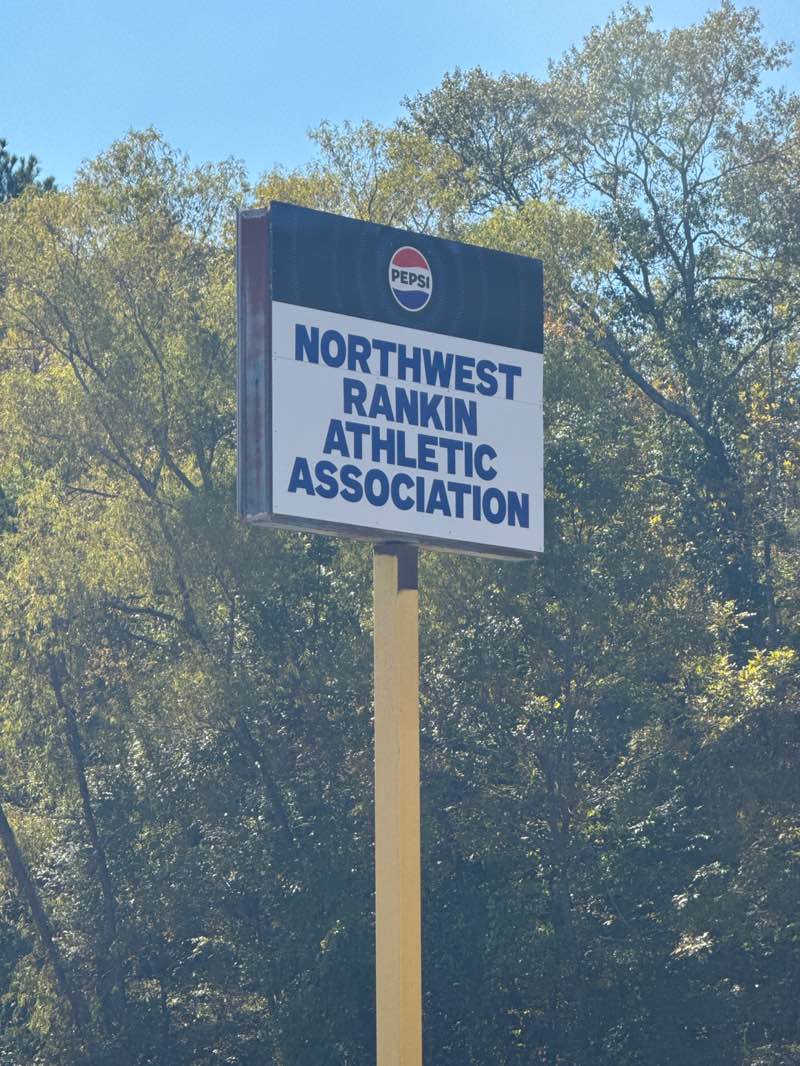 PEPSI
NORTHWEST
RANKIN
ATHLETIC
ASSOCIATION